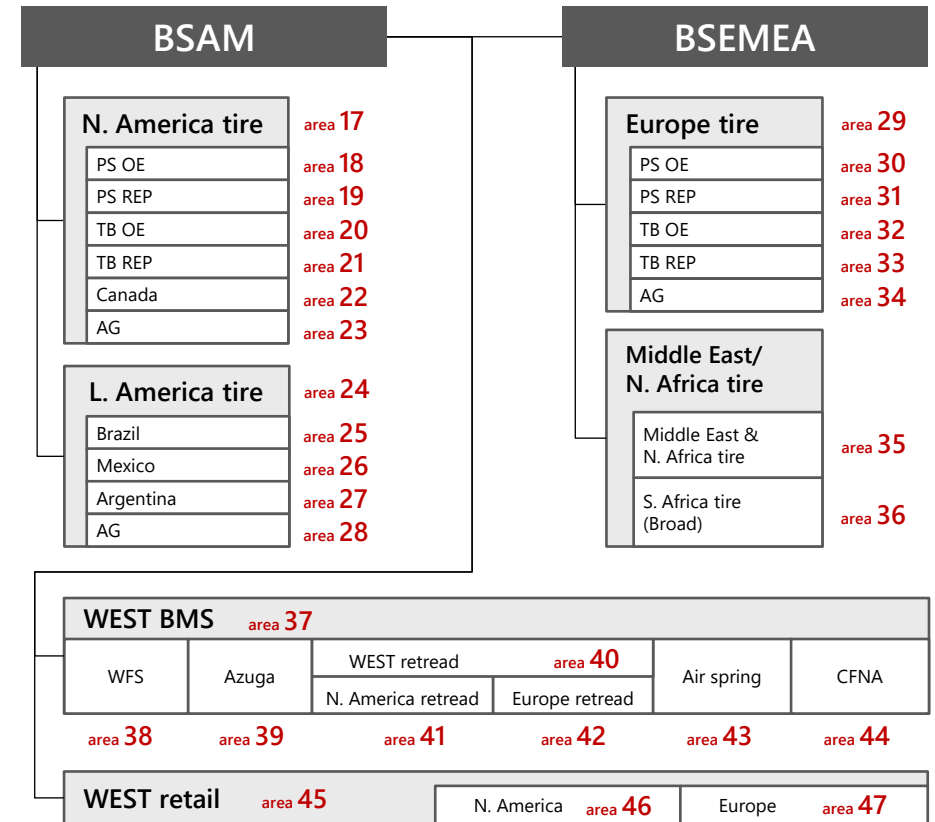 BSAM
N. America tire area 17
PS OE area 18
PS REP area 19
TB OE area 20
TB REP area 21
Canada area 22
AG area 23
L. America tire area 24
Brazil area 25
Mexico area 26
Argentina area 27
AG area 28
BSEMEA
Europe tire area 29
PS OE area 30
PS REP area 31
TB OE area 32
TB REP area 33
AG area 34
Middle East/
N. Africa tire
Middle East &
N. Africa tire area 35
S. Africa tire
(Broad) area 36
WEST BMS area 37
WFS
Azuga
WEST retread area 40
N. America retread
Europe retread
Air spring
CFNA
area 38
area 39
area 41
area 42
area 43
area 44
WEST retail area 45
N. America area 46
Europe area 47